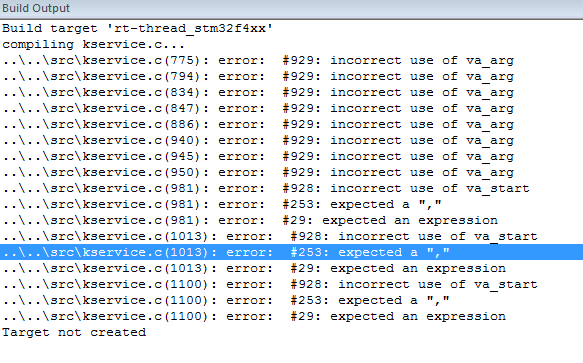 Build Output
Build target 'rt-thread_stm32f4xx'
compiling kservice.c...
..\..\src\kservice.c(775): error:  #929: incorrect use of va_arg
..\..\src\kservice.c(794): error:  #929: incorrect use of va_arg
..\..\src\kservice.c(834): error:  #929: incorrect use of va_arg
..\..\src\kservice.c(847): error:  #929: incorrect use of va_arg
..\..\src\kservice.c(886): error:  #929: incorrect use of va_arg
..\..\src\kservice.c(940): error:  #929: incorrect use of va_arg
..\..\src\kservice.c(945): error:  #929: incorrect use of va_arg
..\..\src\kservice.c(950): error:  #929: incorrect use of va_arg
..\..\src\kservice.c(981): error:  #928: incorrect use of va_start
..\..\src\kservice.c(981): error:  #253: expected a ","
..\..\src\kservice.c(981): error:  #29: expected an expression
..\..\src\kservice.c(1013): error:  #928: incorrect use of va_start
..\..\src\kservice.c(1013): error:  #253: expected a ","
..\..\src\kservice.c(1013): error:  #29: expected an expression
..\..\src\kservice.c(1100): error:  #928: incorrect use of va_start
..\..\src\kservice.c(1100): error:  #253: expected a ","
..\..\src\kservice.c(1100): error:  #29: expected an expression
Target not created